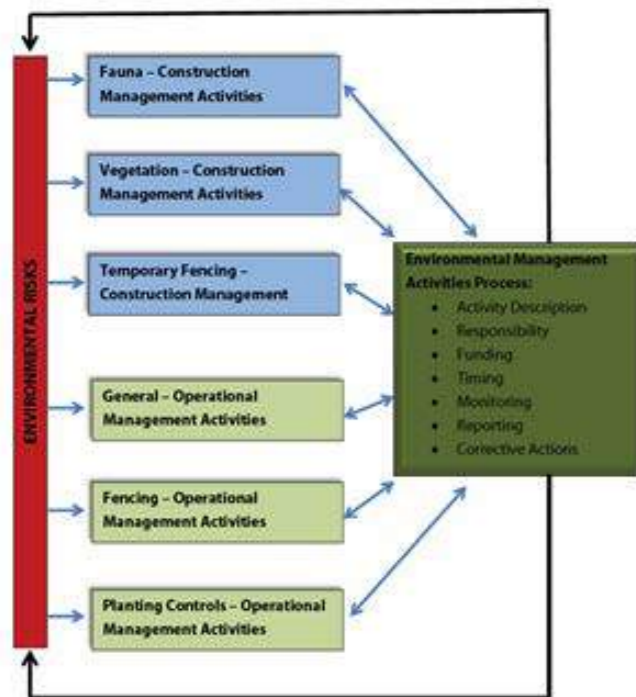 ENVIRONMENTAL RISKS
Fauna – Construction
Management Activities
Vegetation – Construction
Management Activities
Temporary Fencing –
Construction Management
General – Operational
Management Activities
Fencing – Operational
Management Activities
Planting Controls – Operational
Management Activities
Environmental Management
Activities Process:
• Activity Description
• Responsibility
• Funding
• Timing
• Monitoring
• Reporting
• Corrective Actions